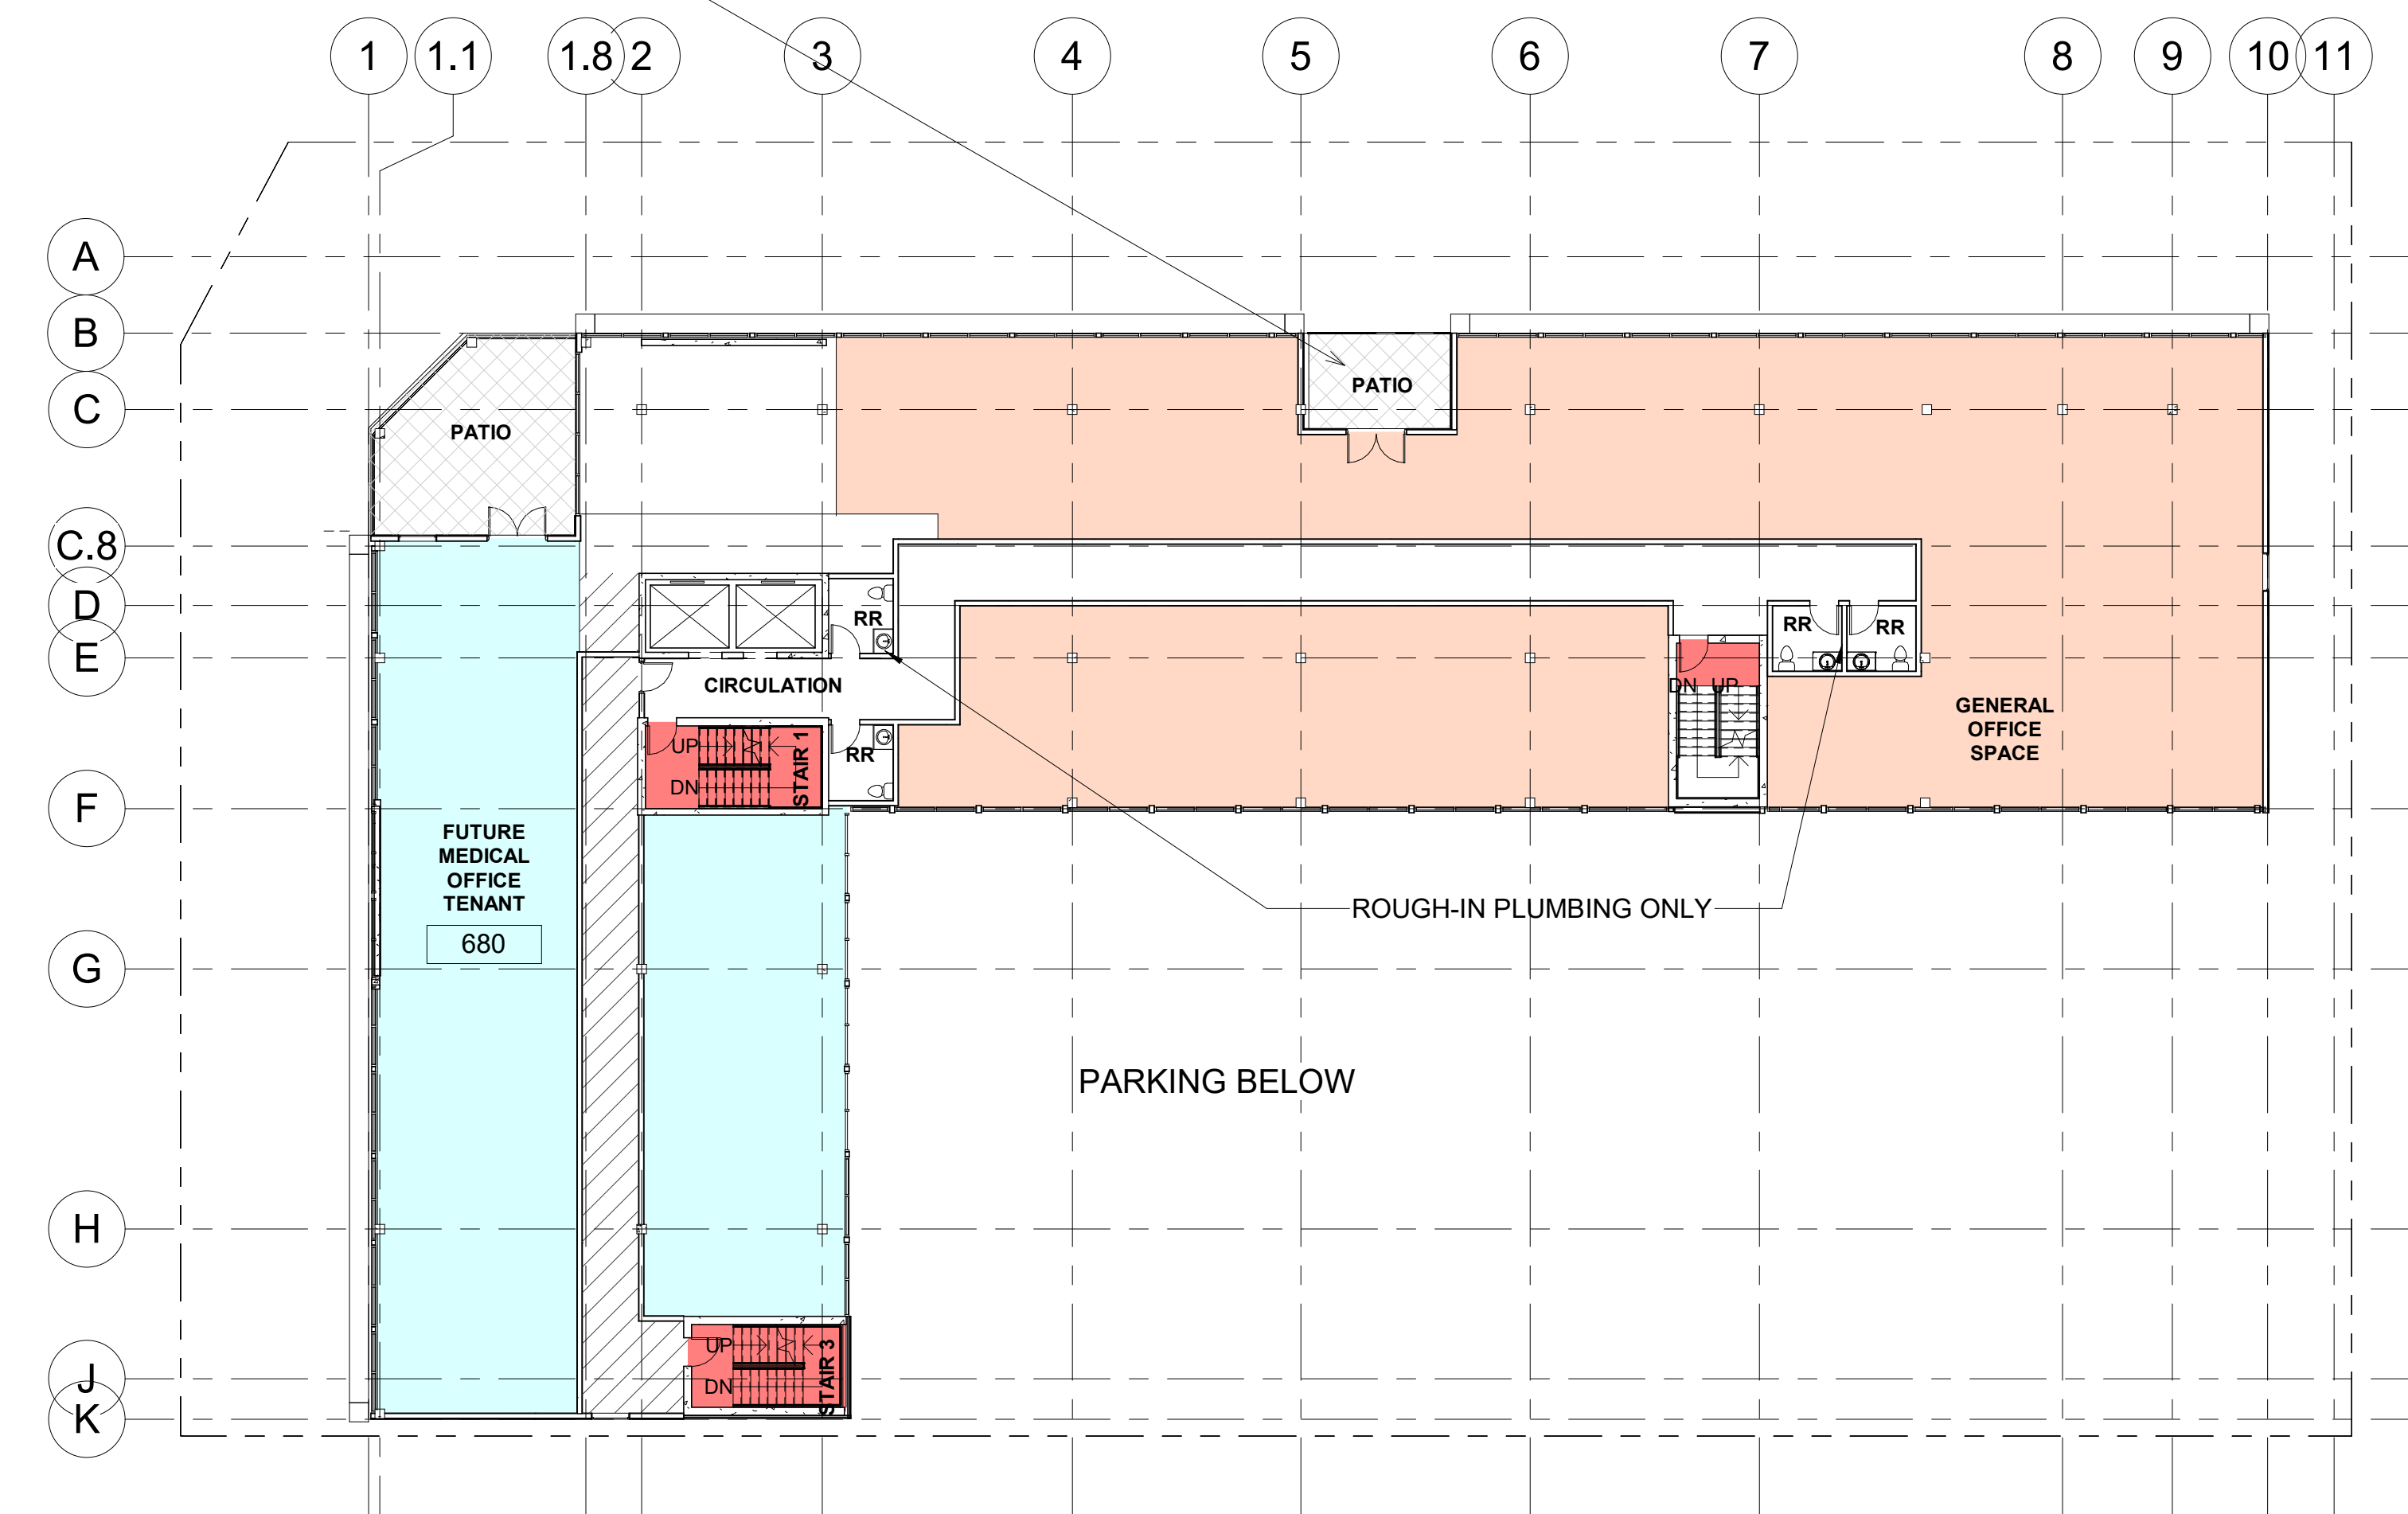 1
1.1
1.8
2
3
4
5
6
7
8
9
10
11
A
B
C
C.8
D
E
F
G
H
J
K
PATIO
PATIO
RR
CIRCULATION
RR
UP
DN
STAIR 1
RR
RR
DN
UP
GENERAL
OFFICE
SPACE
FUTURE
MEDICAL
OFFICE
TENANT
680
ROUGH-IN PLUMBING ONLY
PARKING BELOW
UP
DN
STAIR 3